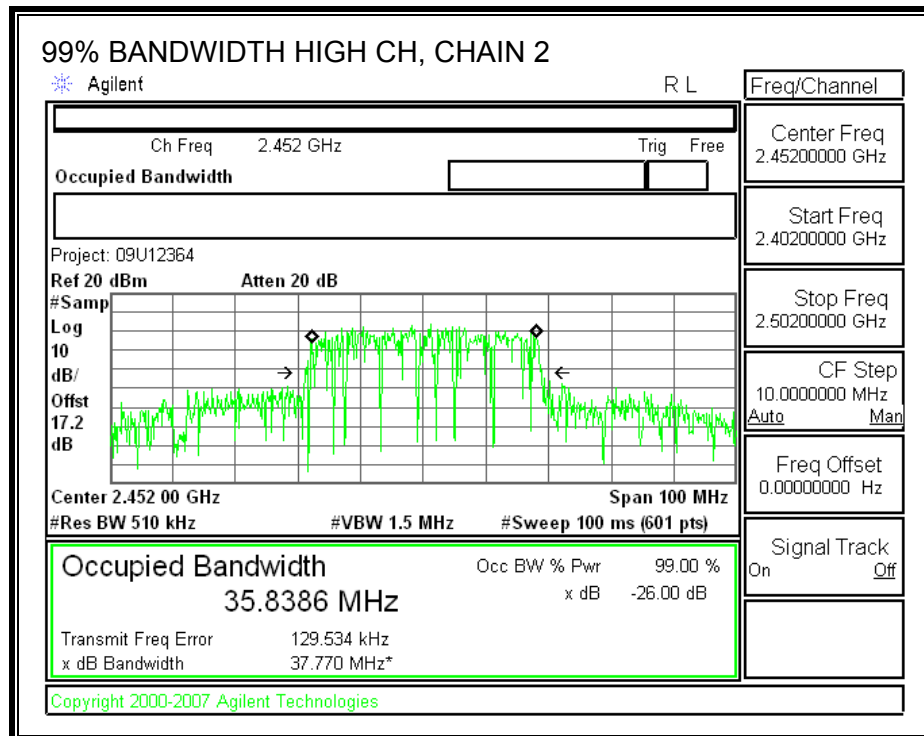 99% BANDWIDTH HIGH CH, CHAIN 2
Agilent R L
Ch Freq 2.452 GHz Trig Free
Occupied Bandwidth
Project: 09U12364
Ref 20 dBm Atten 20 dB
#Samp
Log
10
dB/
Offst
17.2
dB
Center 2.452 00 GHz Span 100 MHz
#Res BW 510 kHz #VBW 1.5 MHz #Sweep 100 ms (601 pts)
Occupied Bandwidth Occ BW % Pwr 99.00 %
35.8386 MHz x dB -26.00 dB
Transmit Freq Error 129.534 kHz
x dB Bandwidth 37.770 MHz*
Copyright 2000-2007 Agilent Technologies
Freq/Channel
Center Freq
2.45200000 GHz
Start Freq
2.40200000 GHz
Stop Freq
2.50200000 GHz
CF Step
10.0000000 MHz
Auto Man
Freq Offset
0.00000000 Hz
Signal Track
On Off